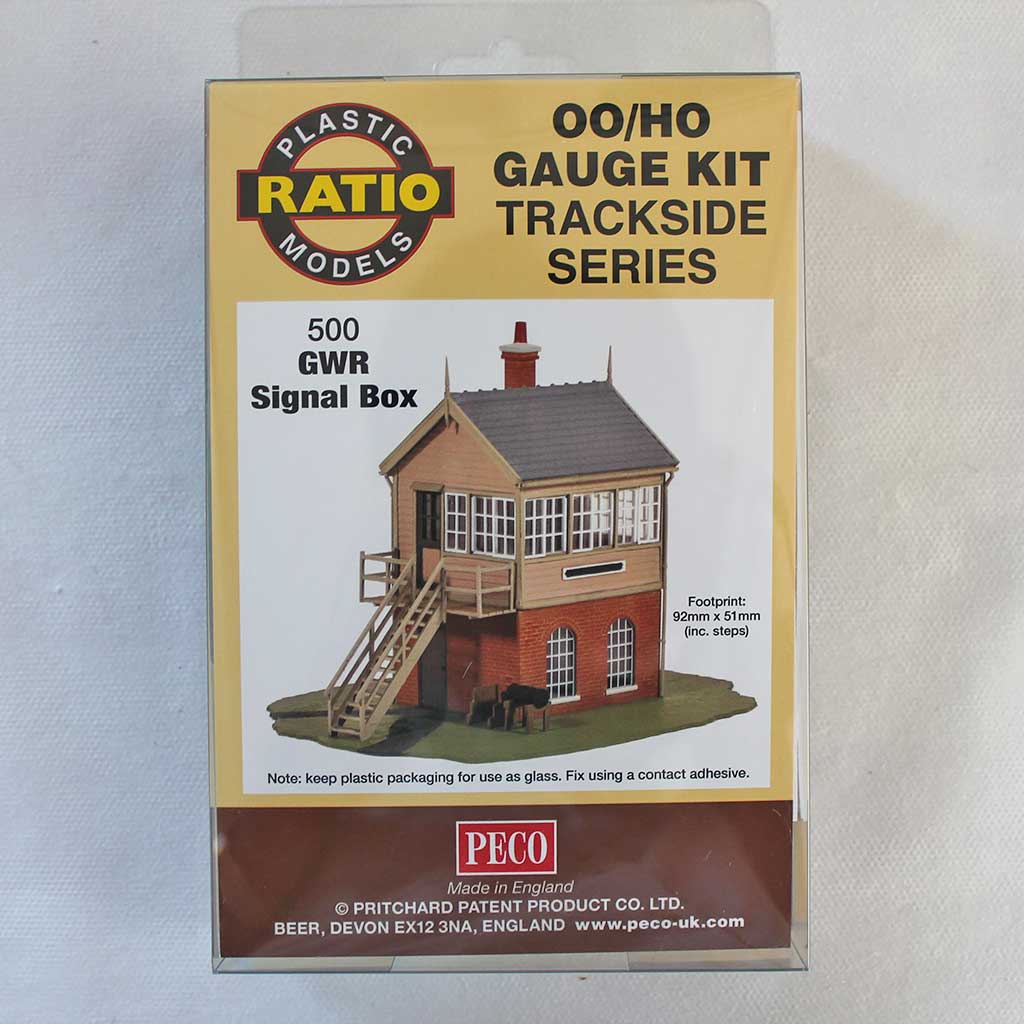 PLASTIC
RATIO
MODELS
OO/HO
GAUGE KIT
TRACKSIDE
SERIES
500
GWR
Signal Box
Footprint:
92mm x 51mm
(inc. steps)
Note: keep plastic packaging for use as glass. Fix using a contact adhesive.
PECO
Made in England
© PRITCHARD PATENT PRODUCT CO. LTD.
BEER, DEVON EX12 3NA, ENGLAND www.peco-uk.com